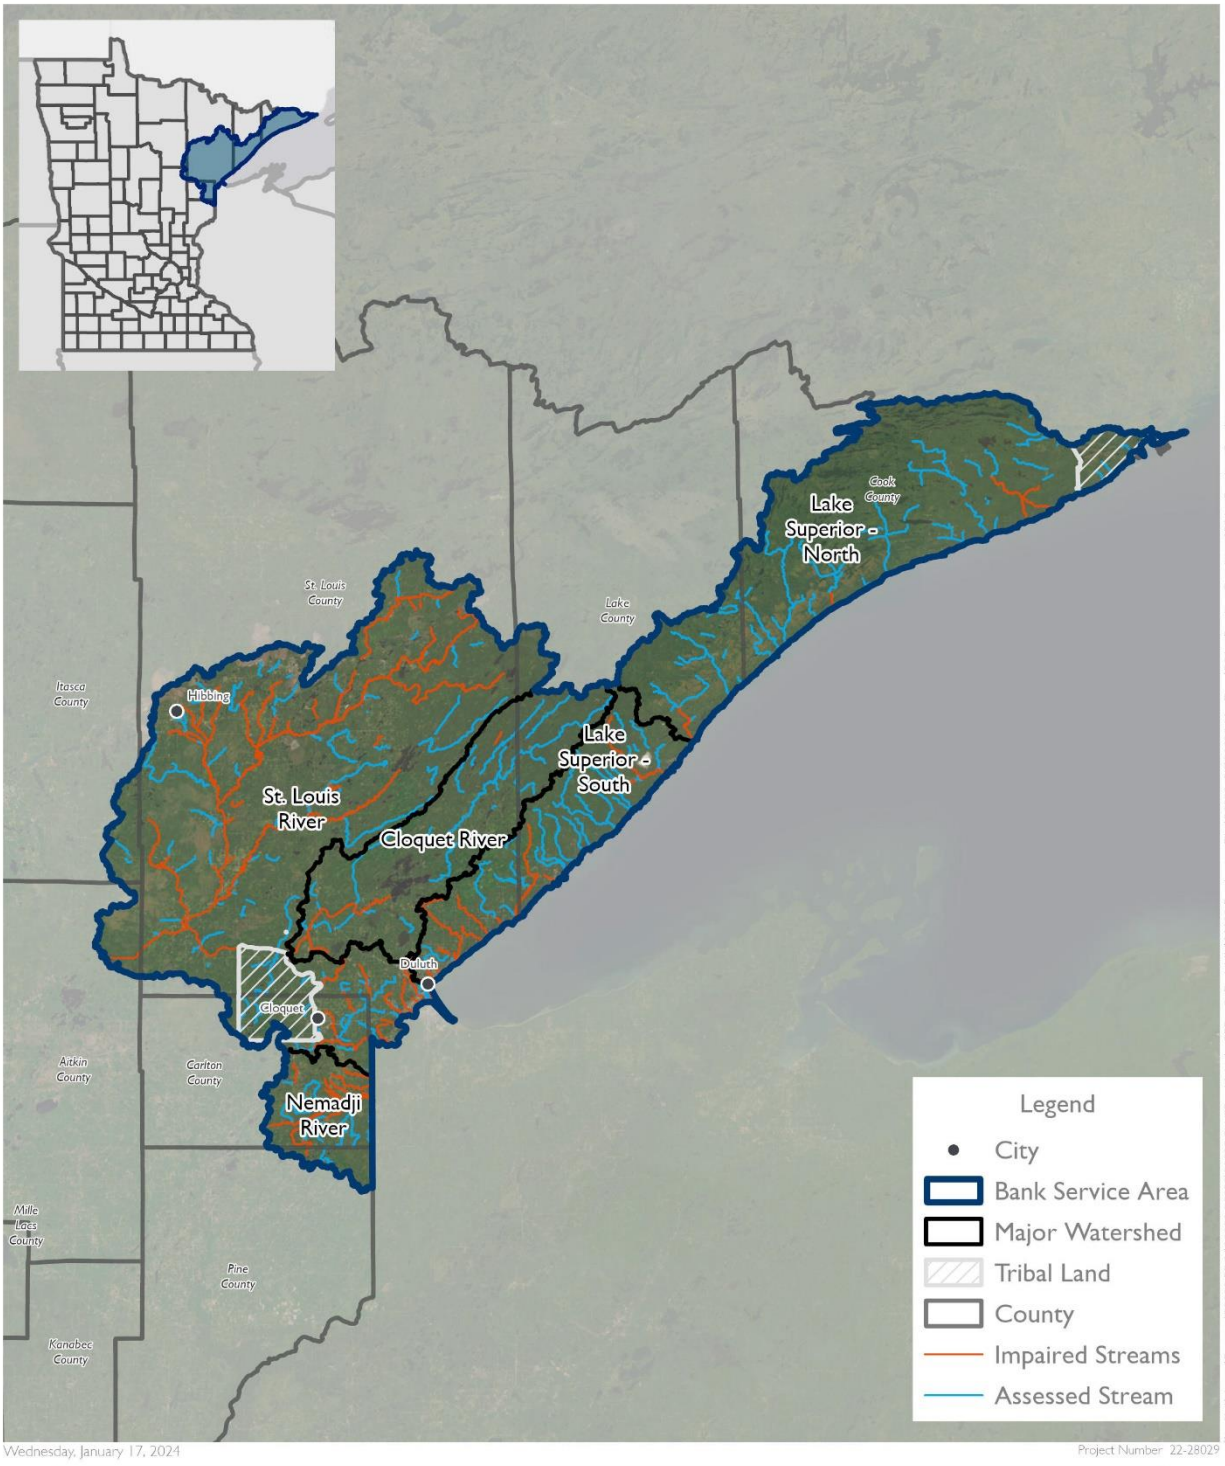 Cook
County
Lake
Superior -
North
St. Louis
County
Lake
County
Itasca
County
Hibbing
Lake
Superior -
South
St. Louis
River
Cloquet River
Duluth
Cloquet
Aitkin
County
Carlton
County
Nemadji
River
Mille
Lacs
County
Pine
County
Kanabec
County
Legend
City
Bank Service Area
Major Watershed
Tribal Land
County
Impaired Streams
Assessed Stream
Wednesday, January 17, 2024
Project Number 22-28029